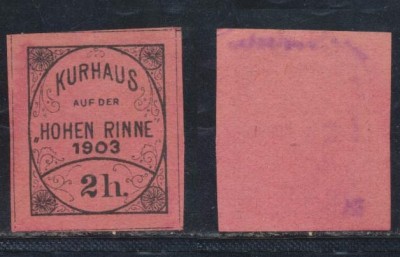 KURHAUS
AUF DER
„HOHEN RINNE
1903
2h.